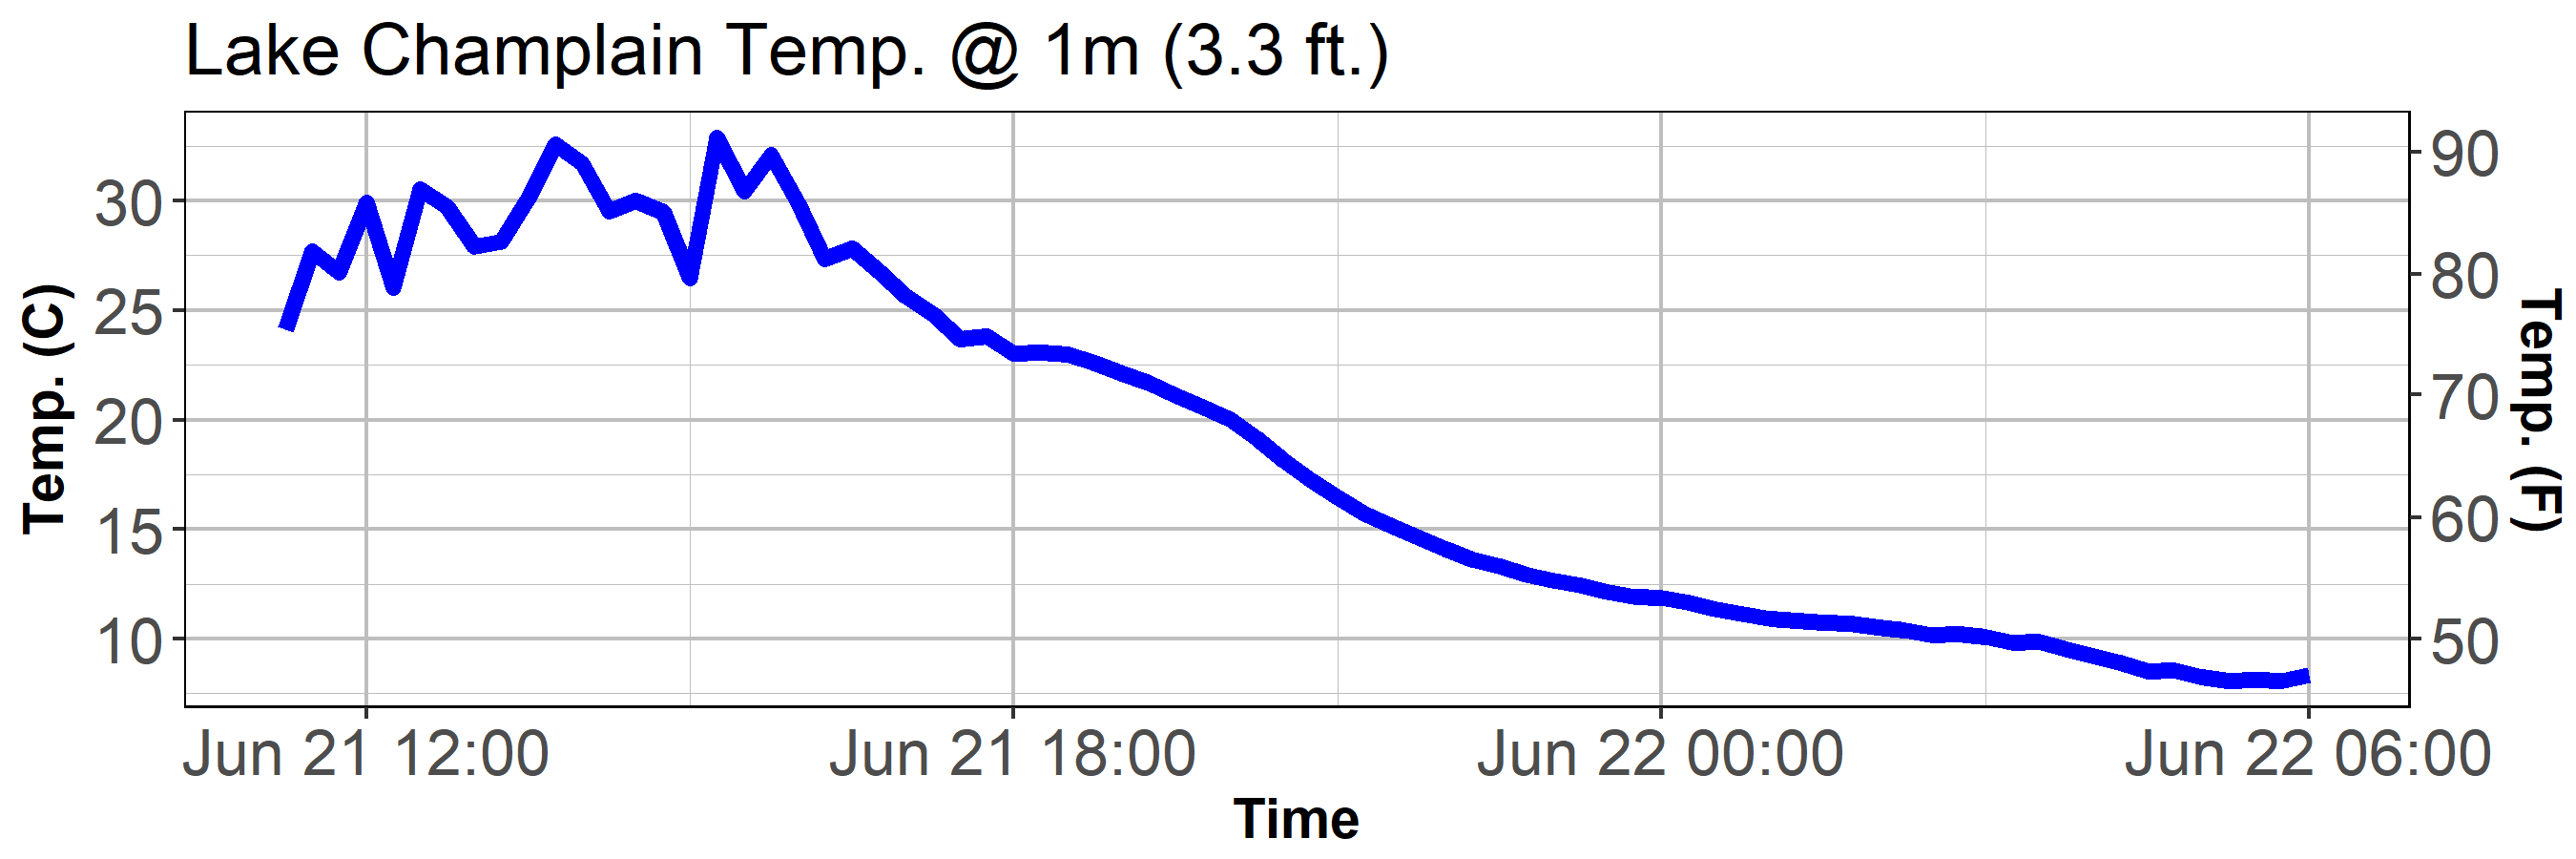 Lake Champlain Temp. @ 1m (3.3 ft.)
Temp. (C)
30
25
20
15
10
90
80
70
60
50
Temp. (F)
Jun 21 12:00
Jun 21 18:00
Jun 22 00:00
Jun 22 06:00
Time